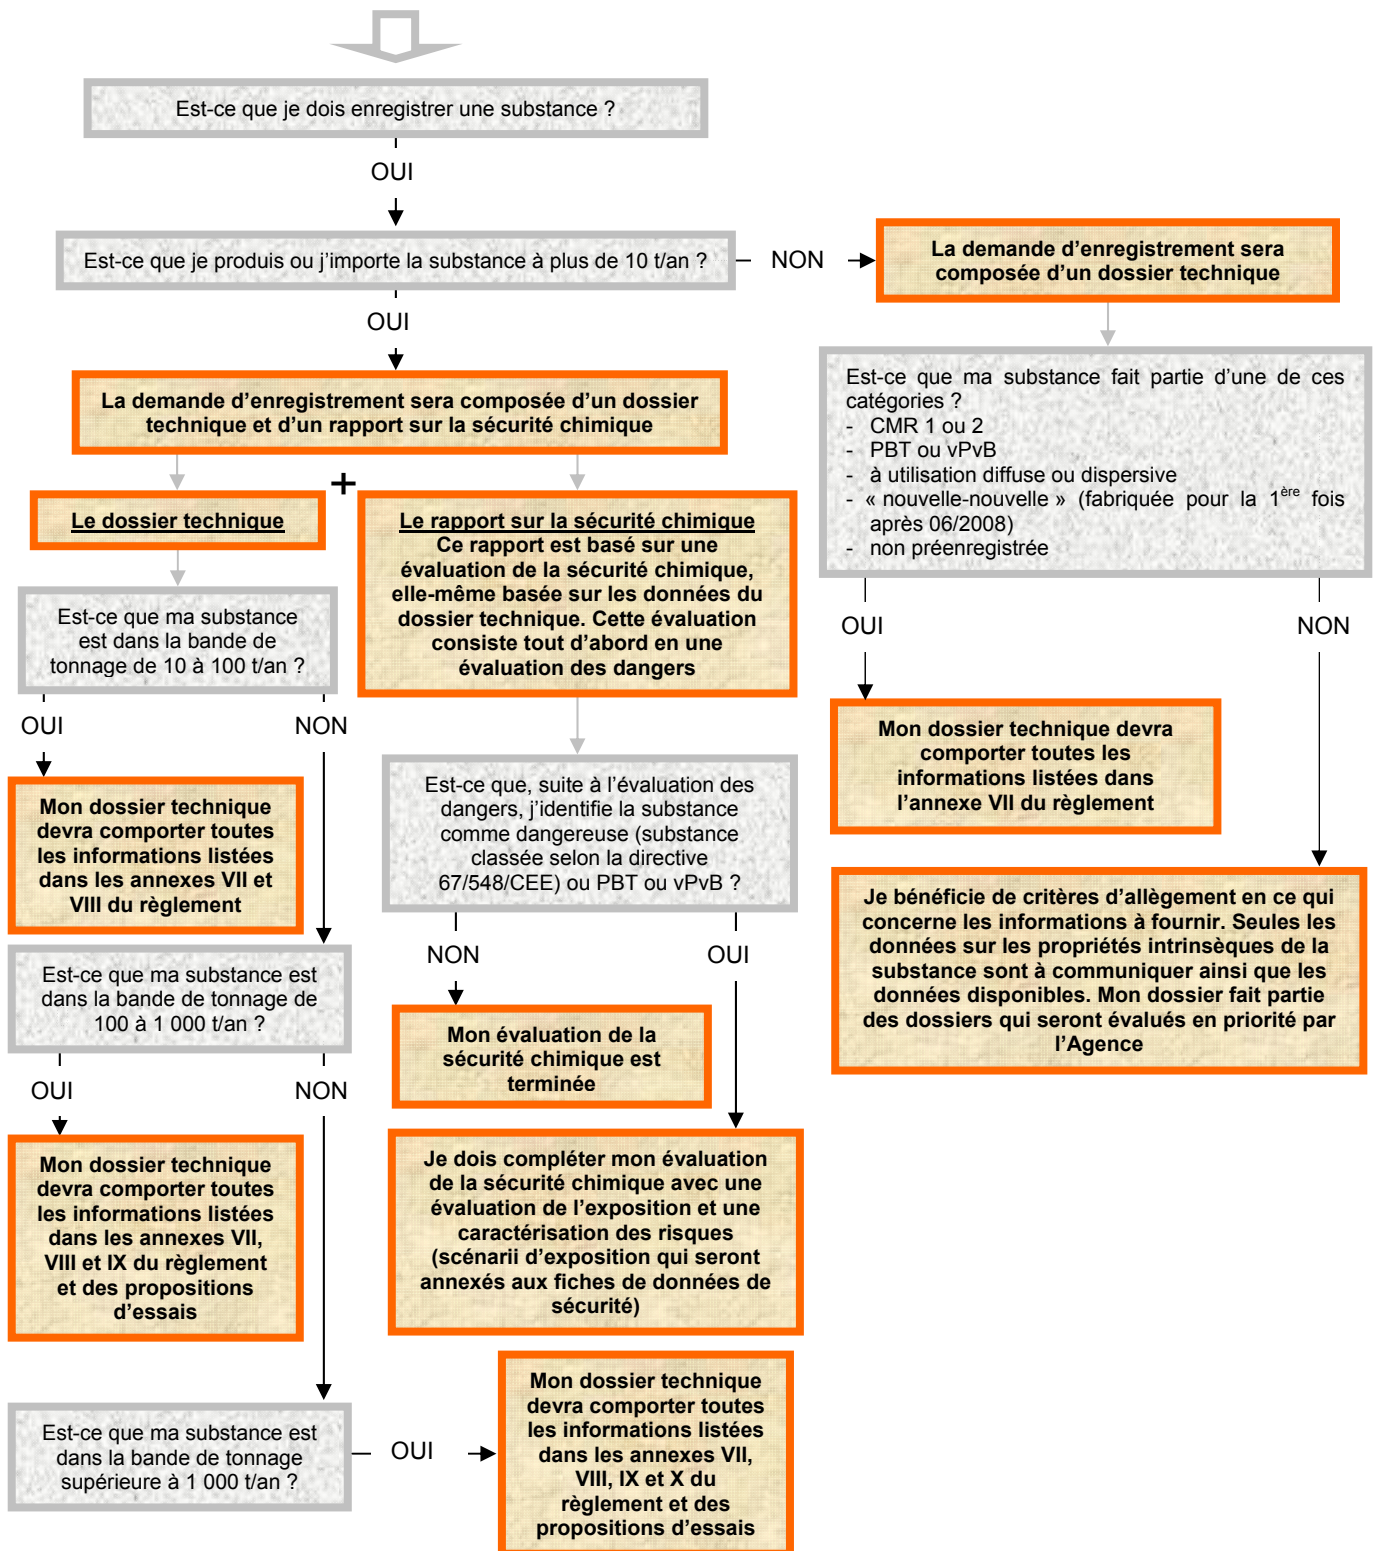 Est-ce que je dois enregistrer une substance ?
OUI
Est-ce que je produis ou j'importe la substance à plus de 10 t/an ?
NON
La demande d'enregistrement sera
composée d'un dossier technique
OUI
La demande d'enregistrement sera composée d'un dossier
technique et d'un rapport sur la sécurité chimique
Est-ce que ma substance fait partie d'une de ces
catégories ?
- CMR 1 ou 2
- PBT ou vPvB
- à utilisation diffuse ou dispersive
- « nouvelle-nouvelle » (fabriquée pour la 1ère fois
après 06/2008)
- non préenregistrée
+
Le dossier technique
Le rapport sur la sécurité chimique
Ce rapport est basé sur une
évaluation de la sécurité chimique,
elle-même basée sur les données du
dossier technique. Cette évaluation
consiste tout d'abord en une
évaluation des dangers
Est-ce que ma substance
est dans la bande de
tonnage de 10 à 100 t/an ?
OUI
NON
OUI
NON
Mon dossier technique devra
comporter toutes les
informations listées dans
l'annexe VII du règlement
Mon dossier technique
devra comporter toutes
les informations listées
dans les annexes VII et
VIII du règlement
Est-ce que, suite à l'évaluation des
dangers, j'identifie la substance
comme dangereuse (substance
classée selon la directive
67/548/CEE) ou PBT ou vPvB ?
Je bénéficie de critères d'allègement en ce qui
concerne les informations à fournir. Seules les
données sur les propriétés intrinsèques de la
substance sont à communiquer ainsi que les
données disponibles. Mon dossier fait partie
des dossiers qui seront évalués en priorité par
l'Agence
NON
OUI
Est-ce que ma substance est
dans la bande de tonnage de
100 à 1 000 t/an ?
Mon évaluation de la
sécurité chimique est
terminée
OUI
NON
Mon dossier technique
devra comporter toutes
les informations listées
dans les annexes VII,
VIII et IX du règlement
et des propositions
d'essais
Je dois compléter mon évaluation
de la sécurité chimique avec une
évaluation de l'exposition et une
caractérisation des risques
(scénarii d'exposition qui seront
annexés aux fiches de données de
sécurité)
Est-ce que ma substance est
dans la bande de tonnage
supérieure à 1 000 t/an ?
OUI
Mon dossier technique
devra comporter toutes
les informations listées
dans les annexes VII,
VIII, IX et X du
règlement et des
propositions d'essais